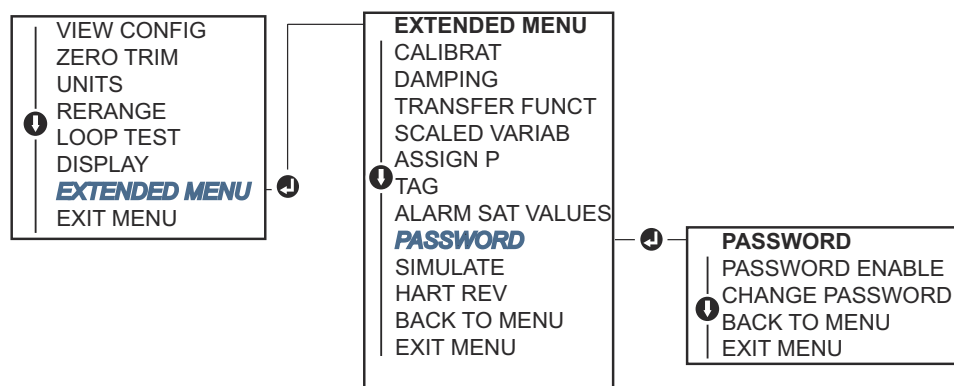 VIEW CONFIG
ZERO TRIM
UNITS
RERANGE
LOOP TEST
DISPLAY
EXTENDED MENU
EXIT MENU
EXTENDED MENU
CALIBRAT
DAMPING
TRANSFER FUNCT
SCALED VARIAB
ASSIGN P
TAG
ALARM SAT VALUES
PASSWORD
SIMULATE
HART REV
BACK TO MENU
EXIT MENU
PASSWORD
PASSWORD ENABLE
CHANGE PASSWORD
BACK TO MENU
EXIT MENU